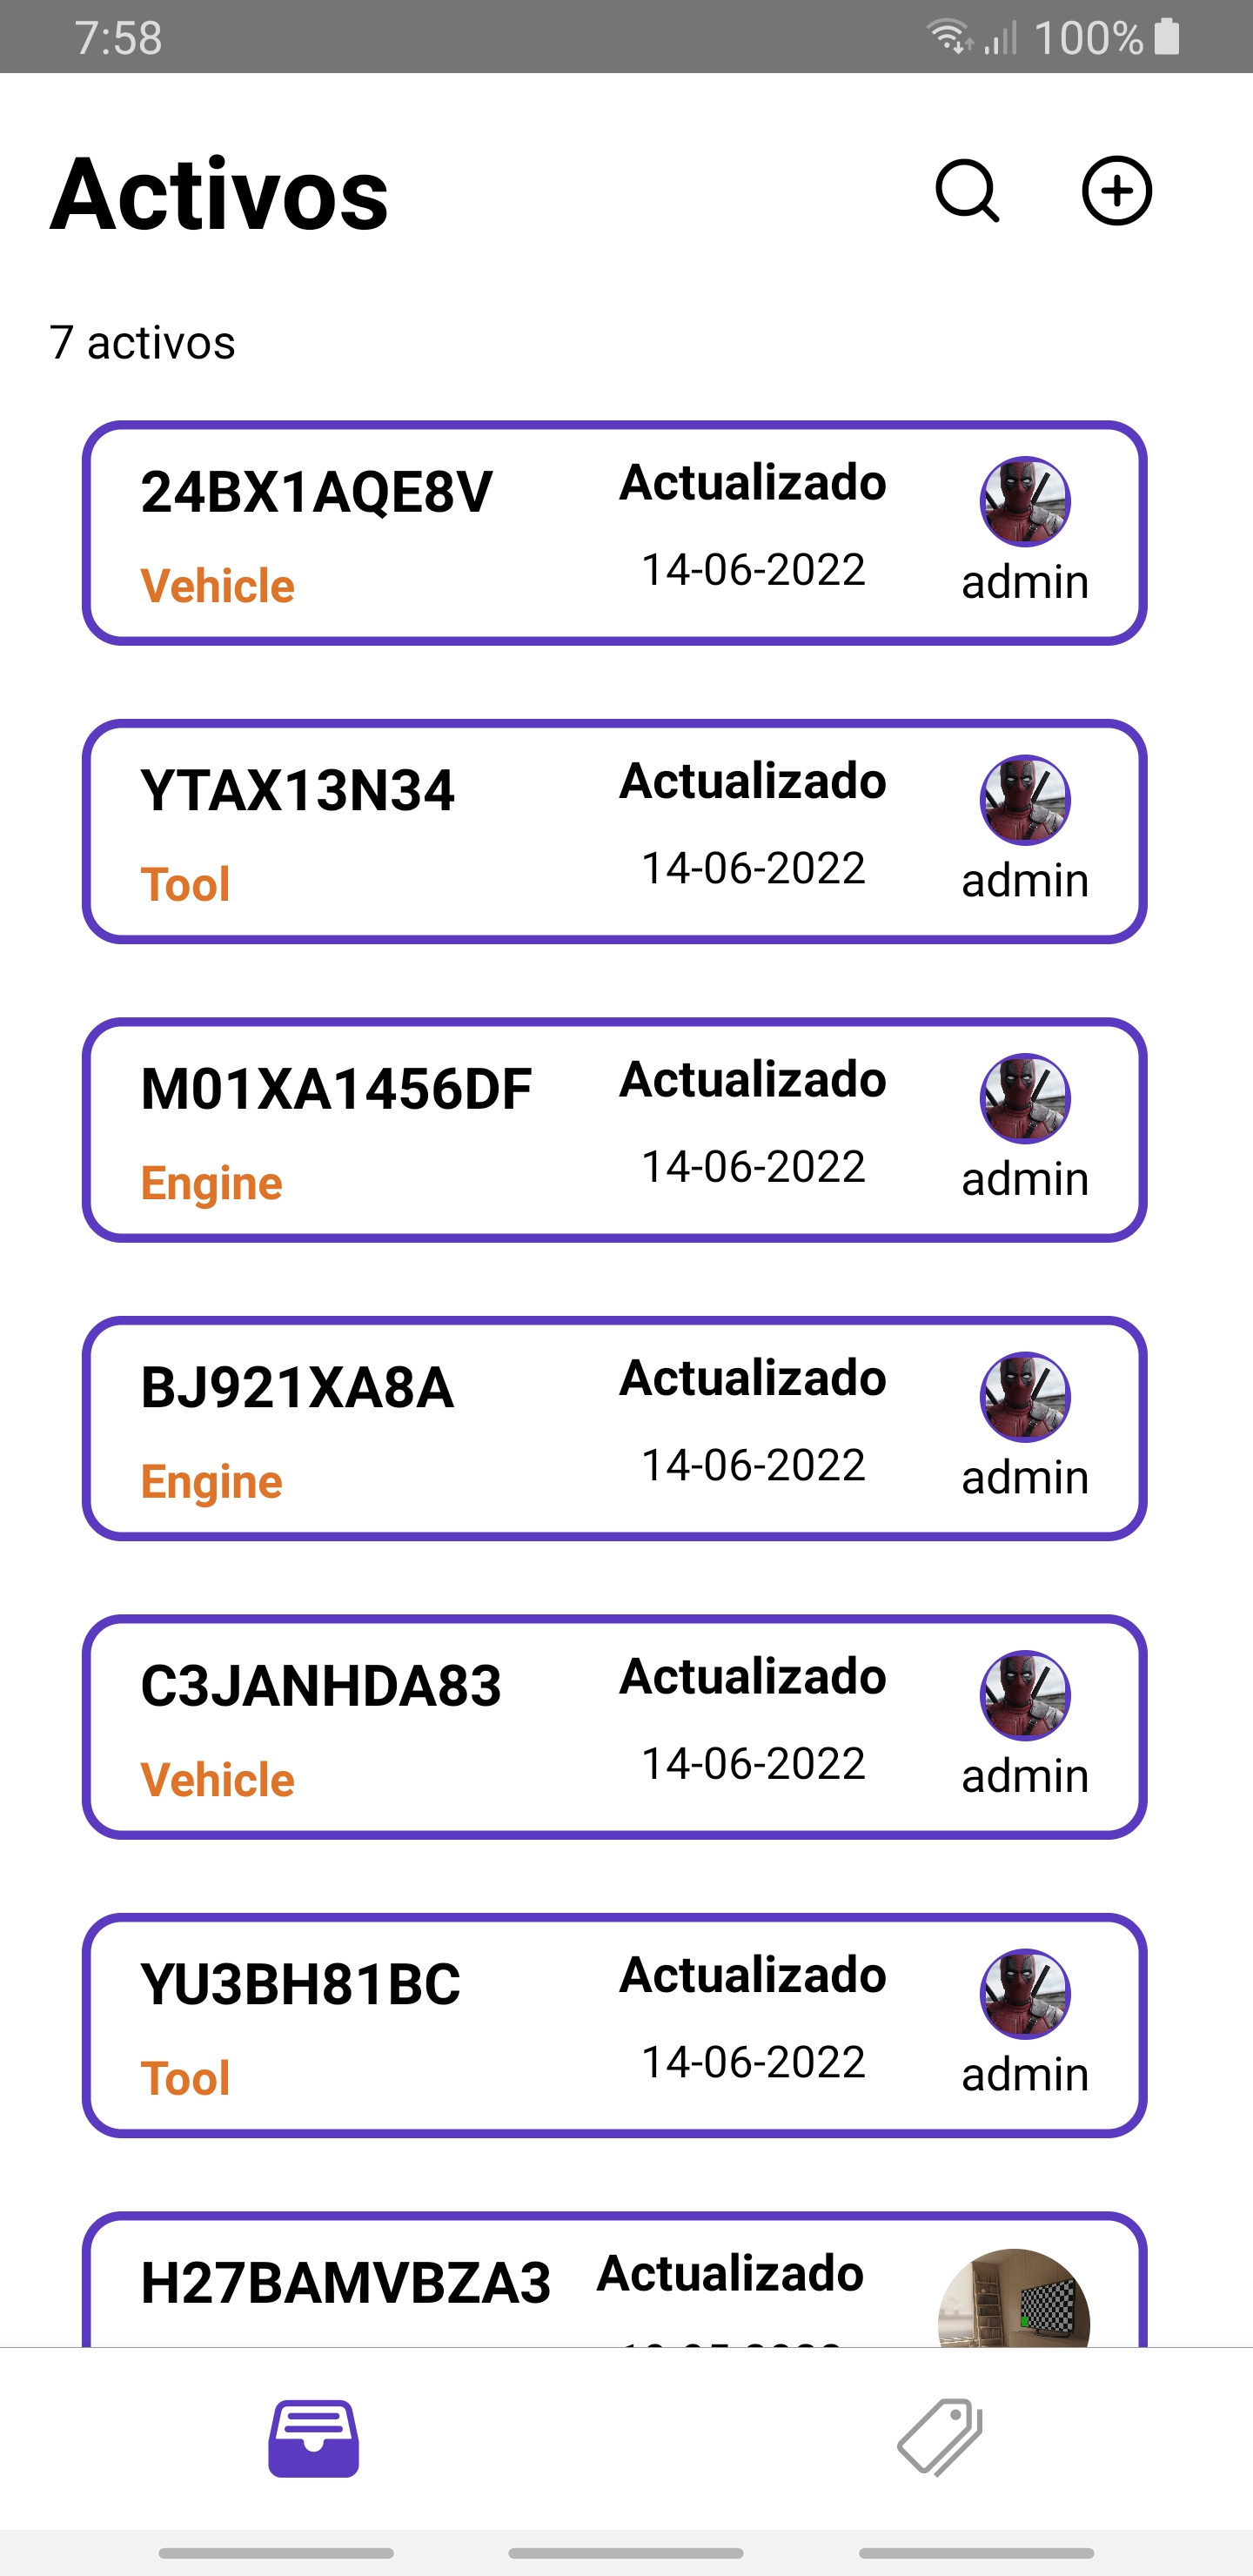 7:58 100%
Activos
7 activos
24BX1AQE8V Actualizado
Vehicle 14-06-2022 admin
YTAX13N34 Actualizado
Tool 14-06-2022 admin
M01XA1456DF Actualizado
Engine 14-06-2022 admin
BJ921XA8A Actualizado
Engine 14-06-2022 admin
C3JANHDA83 Actualizado
Vehicle 14-06-2022 admin
YU3BH81BC Actualizado
Tool 14-06-2022 admin
H27BAMVBZA3 Actualizado